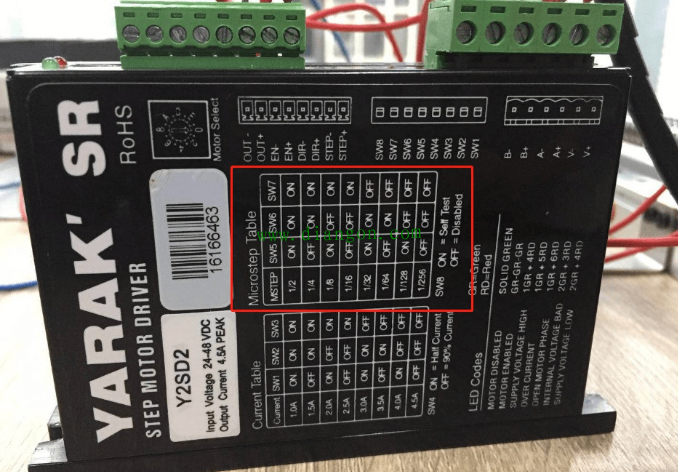 YARAK' SR
STEP MOTOR DRIVER
RoHS
Y2SD2
Input Voltage 24-48 VDC
Output Current 4.5A PEAK
16166463
Motor Select
Current Table
Current SW1 SW2 SW3
1.0A ON ON ON
1.5A OFF ON ON
2.0A ON OFF ON
2.5A OFF OFF ON
3.0A ON ON OFF
3.5A OFF ON OFF
4.0A ON OFF OFF
4.5A OFF OFF OFF
SW4 ON = Half Current
OFF = 90% Current
Microstep Table
MSTEP SW5 SW6 SW7
1/2 ON ON ON
1/4 OFF ON ON
1/8 ON OFF ON
1/16 OFF OFF ON
1/32 ON ON OFF
1/64 OFF ON OFF
1/128 ON OFF OFF
1/256 OFF OFF OFF
SW8 ON = Self Test
OFF = Disabled
OUT -
OUT+
EN-
EN+
DIR-
DIR+
STEP-
STEP+
SW8
SW7
SW6
SW5
SW4
SW3
SW2
SW1
B-
B+
A-
A+
V-
V+
LED Codes
GR=Green
RD=Red
MOTOR DISABLED SOLID GREEN
MOTOR ENABLED GR-GR-GR
SUPPLY VOLTAGE HIGH 1GR + 4RD
OVER CURRENT 1GR + 5RD
OPEN MOTOR PHASE 1GR + 6RD
INTERNAL VOLTAGE BAD 2GR + 3RD
SUPPLY VOLTAGE LOW 2GR + 4RD